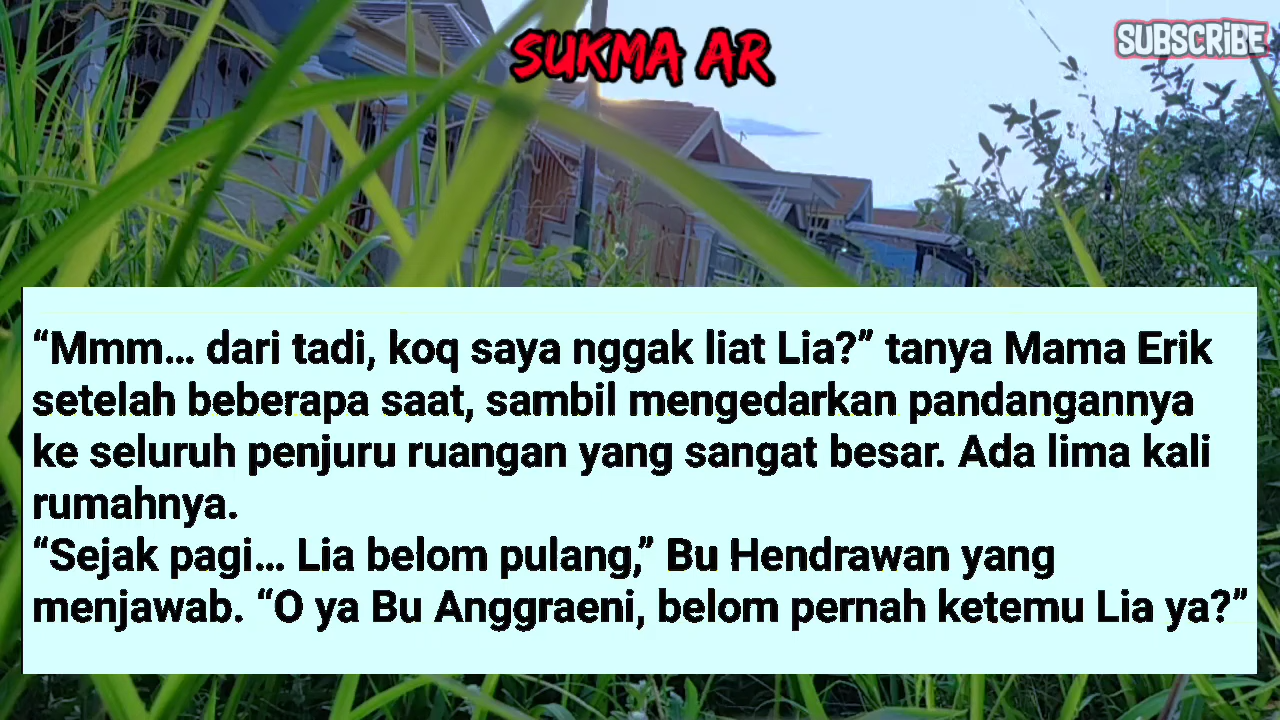 SUKMA AR
SUBSCRiBE
“Mmm... dari tadi, koq saya nggak liat Lia?” tanya Mama Erik
setelah beberapa saat, sambil mengedarkan pandangannya
ke seluruh penjuru ruangan yang sangat besar. Ada lima kali
rumahnya.
“Sejak pagi... Lia belom pulang,” Bu Hendrawan yang
menjawab. “O ya Bu Anggraeni, belom pernah ketemu Lia ya?”